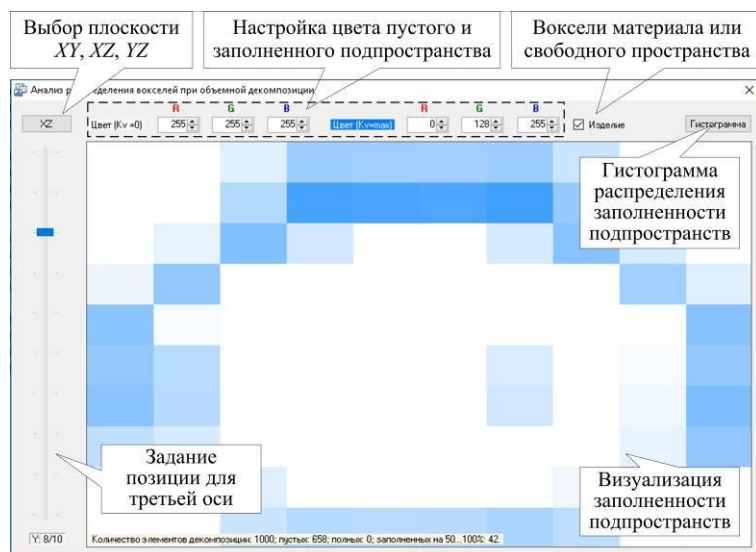 Выбор плоскости
XY, XZ, YZ
Настройка цвета пустого и
заполненного подпространства
Воксели материала или
свободного пространства
Анализ распределения вокселей при объемной декомпозиции
R G B R G B
XZ Цвет (Kv =0) 255 255 255 Цвет (Kv=max) 0 128 255 Изделие Гистограмма
Гистограмма
распределения
заполненности
подпространств
Задание
позиции для
третьей оси
Визуализация
заполненности
подпространств
Y: 8/10 Количество элементов декомпозиции: 1000; пустых: 658; полных: 0; заполненных на 50...100%: 42.